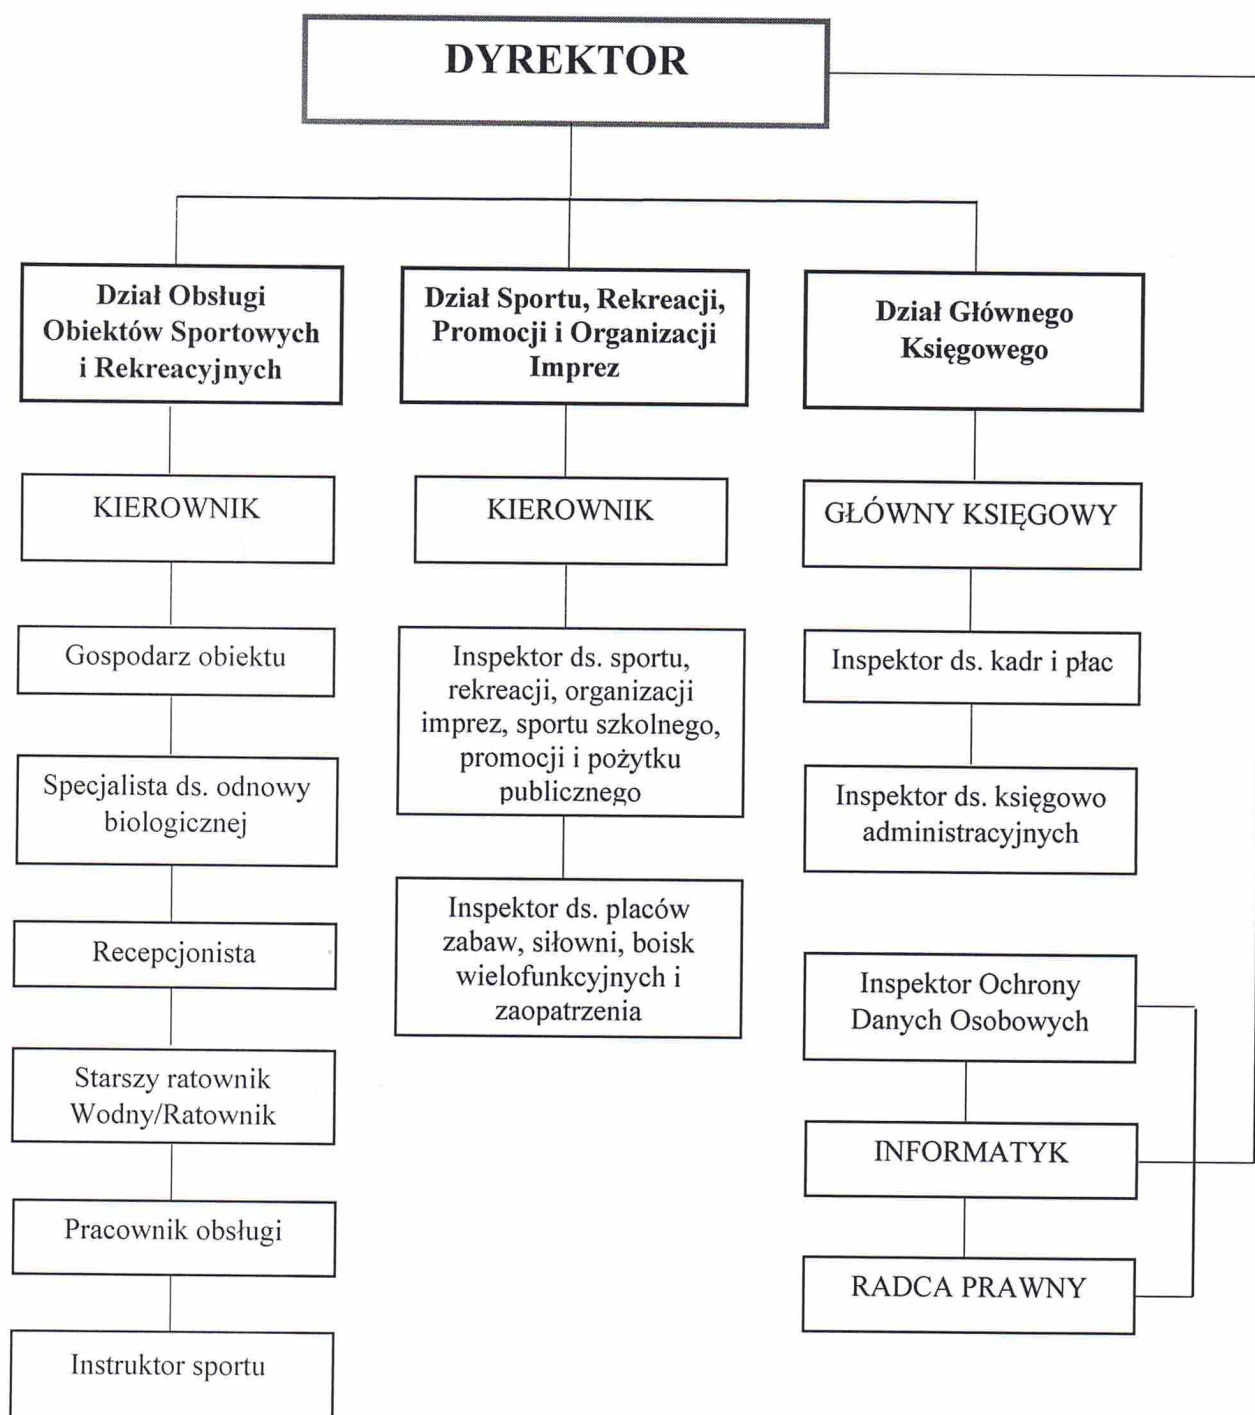 DYREKTOR
Dział Obsługi
Obiektów Sportowych
i Rekreacyjnych
KIEROWNIK
Gospodarz obiektu
Specjalista ds. odnowy
biologicznej
Recepcjonista
Starszy ratownik
Wodny/Ratownik
Pracownik obsługi
Instruktor sportu
Dział Sportu, Rekreacji,
Promocji i Organizacji
Imprez
KIEROWNIK
Inspektor ds. sportu,
rekreacji, organizacji
imprez, sportu szkolnego,
promocji i pożytku
publicznego
Inspektor ds. placów
zabaw, siłowni, boisk
wielofunkcyjnych i
zaopatrzenia
Dział Głównego
Księgowego
GŁÓWNY KSIĘGOWY
Inspektor ds. kadr i płac
Inspektor ds. księgowo
administracyjnych
Inspektor Ochrony
Danych Osobowych
INFORMATYK
RADCA PRAWNY